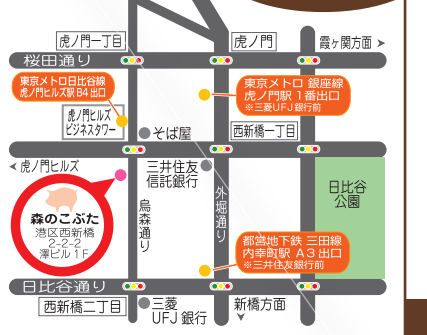 虎ノ門一丁目
虎ノ門
霞ヶ関方面 ➤
桜田通り
東京メトロ日比谷線
虎ノ門ヒルズ駅 B4 出口
東京メトロ 銀座線
虎ノ門駅 1番出口
※三菱UFJ銀行前
虎ノ門ヒルズ
ビジネスタワー
そば屋
西新橋一丁目
虎ノ門ヒルズ
三井住友
信託銀行
日比谷
公園
森のこぶた
港区西新橋
2-2-2
澤ビル 1F
烏森通り
外堀通り
都営地下鉄 三田線
内幸町駅 A3 出口
※三井住友銀行前
日比谷通り
西新橋二丁目
三菱
UFJ 銀行
新橋方面